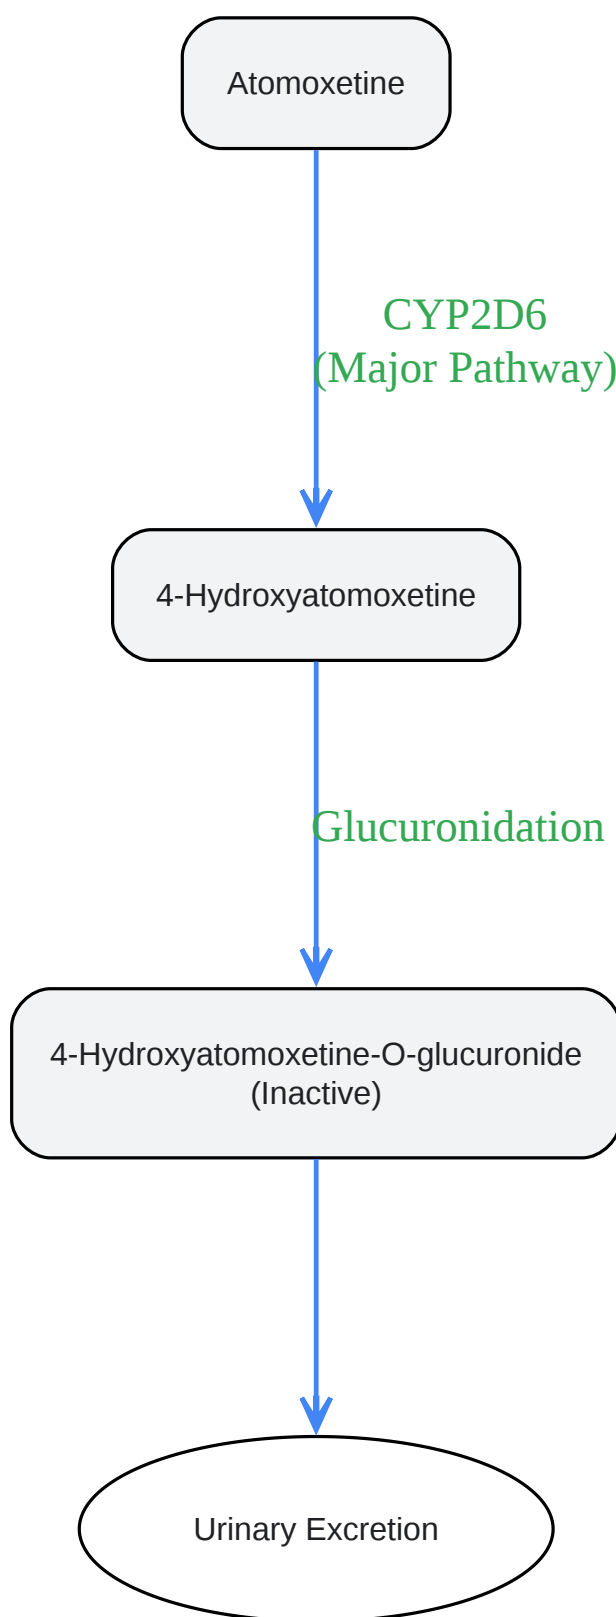 Atomoxetine
CYP2D6
(Major Pathway)
4-Hydroxyatomoxetine
Glucuronidation
4-Hydroxyatomoxetine-O-glucuronide
(Inactive)
Urinary Excretion